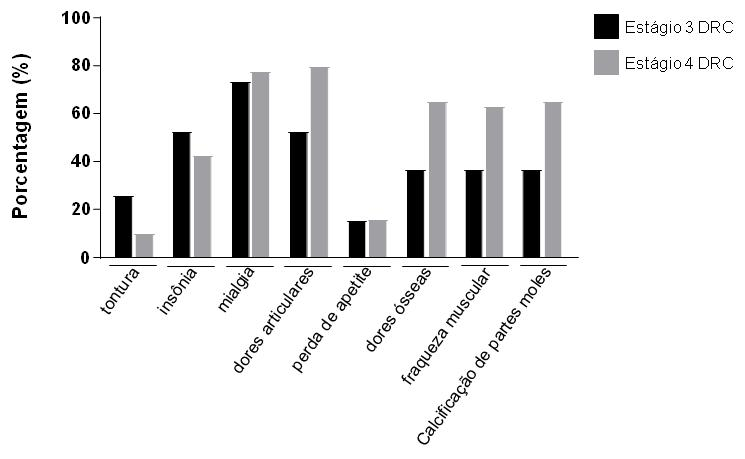 Porcentagem (%)
100
80
60
40
20
0
Estágio 3 DRC
Estágio 4 DRC
tontura
insônia
mialgia
dores articulares
perda de apetite
dores ósseas
fraqueza muscular
Calcificação de partes moles